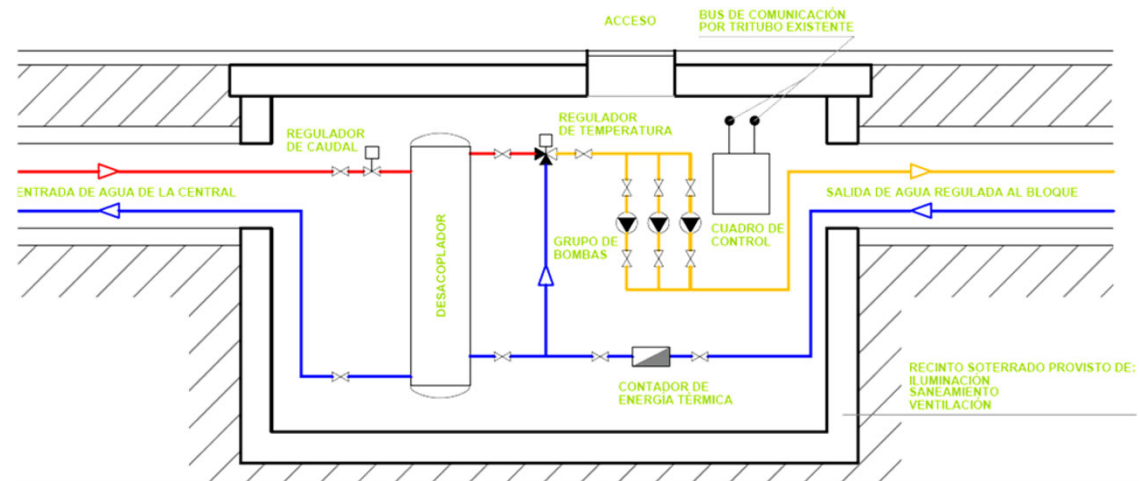 ACCESO
BUS DE COMUNICACIÓN
POR TRITUBO EXISTENTE
REGULADOR
DE CAUDAL
REGULADOR
DE TEMPERATURA
ENTRADA DE AGUA DE LA CENTRAL
SALIDA DE AGUA REGULADA AL BLOQUE
DESACOPLADOR
GRUPO DE
BOMBAS
CUADRO DE
CONTROL
CONTADOR DE
ENERGÍA TÉRMICA
RECINTO SOTERRADO PROVISTO DE:
ILUMINACIÓN
SANEAMIENTO
VENTILACIÓN